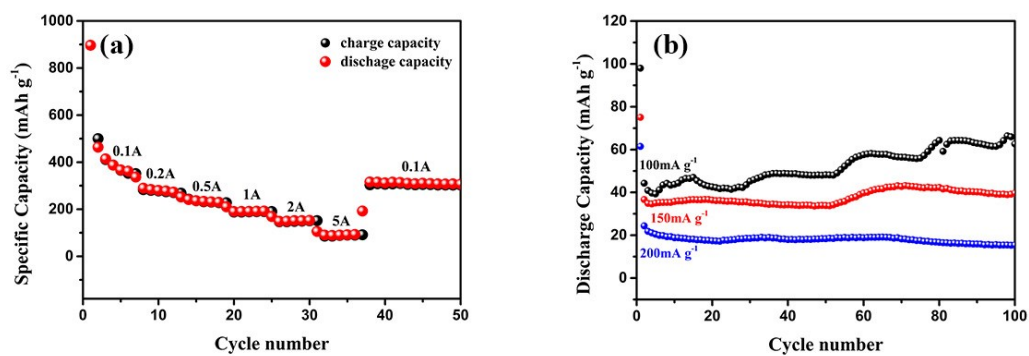 (a)
charge capacity
dischage capacity
Specific Capacity (mAh g⁻¹)
1000
800
600
400
200
0
0.1A
0.2A
0.5A
1A
2A
5A
0.1A
0
10
20
30
40
50
Cycle number
(b)
Discharge Capacity (mAh g⁻¹)
120
100
80
60
40
20
0
100mA g⁻¹
150mA g⁻¹
200mA g⁻¹
0
20
40
60
80
100
Cycle number